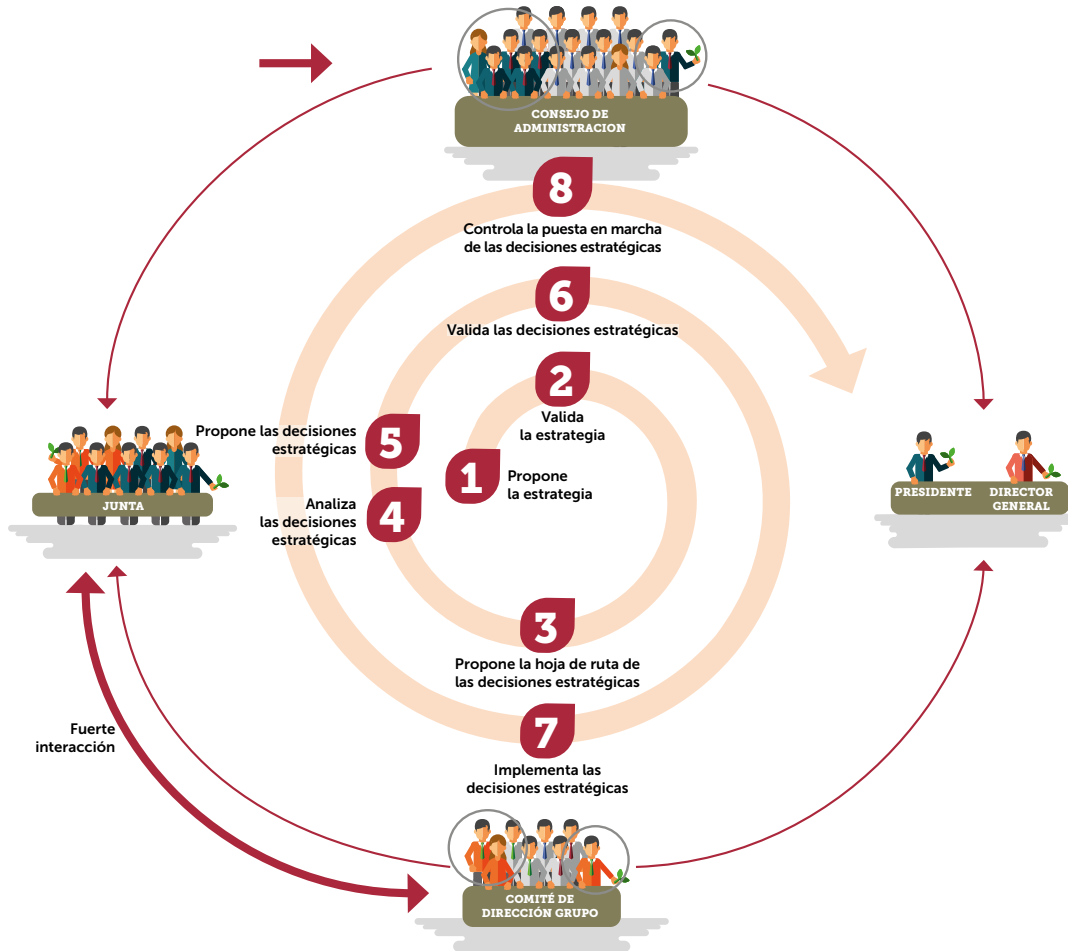 CONSEJO DE
ADMINISTRACION
8
Controla la puesta en marcha
de las decisiones estratégicas
6
Valida las decisiones estratégicas
2
Valida
la estrategia
5
Propone las decisiones
estratégicas
1
Propone
la estrategia
4
Analiza
las decisiones
estratégicas
JUNTA
PRESIDENTE
DIRECTOR
GENERAL
3
Propone la hoja de ruta de
las decisiones estratégicas
7
Implementa las
decisiones estratégicas
Fuerte
interacción
COMITÉ DE
DIRECCIÓN GRUPO